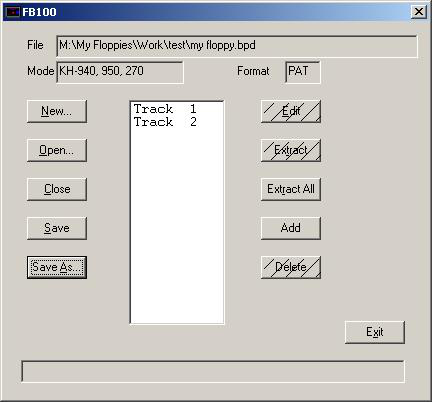 FB100
File M:\My Floppies\Work\test\my floppy.bpd
Mode KH-940, 950, 270 Format PAT
New... Track 1 Edit
Track 2
Open... Extract
Close Extract All
Save Add
Save As... Delete
Exit